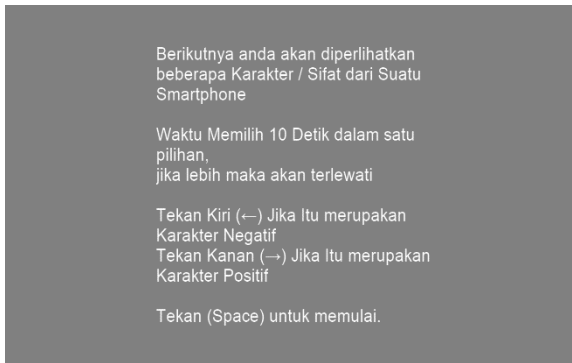 Berikutnya anda akan diperlihatkan
beberapa Karakter / Sifat dari Suatu
Smartphone
Waktu Memilih 10 Detik dalam satu
pilihan,
jika lebih maka akan terlewati
Tekan Kiri (←) Jika Itu merupakan
Karakter Negatif
Tekan Kanan (→) Jika Itu merupakan
Karakter Positif
Tekan (Space) untuk memulai.